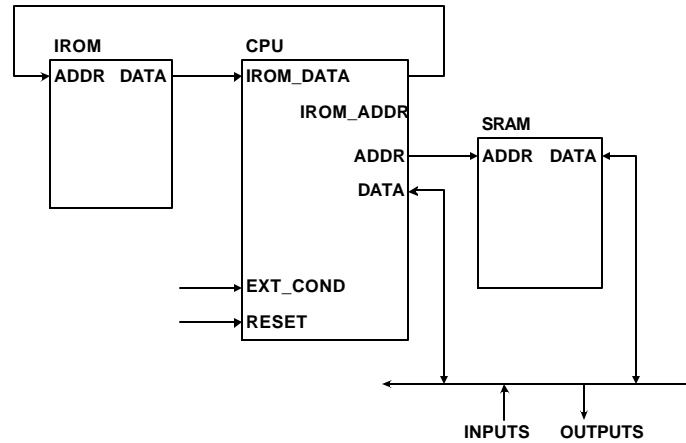 IROM
CPU
ADDR DATA
IROM_DATA
IROM_ADDR
SRAM
ADDR
ADDR DATA
DATA
EXT_COND
RESET
INPUTS
OUTPUTS